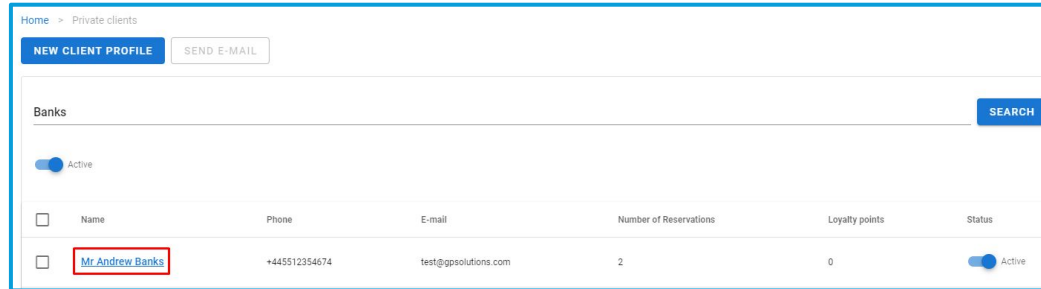 Home > Private clients
NEW CLIENT PROFILE SEND E-MAIL
Banks SEARCH
Active
Name Phone E-mail Number of Reservations Loyalty points Status
Mr Andrew Banks +445512354674 test@gpsolutions.com 2 0 Active